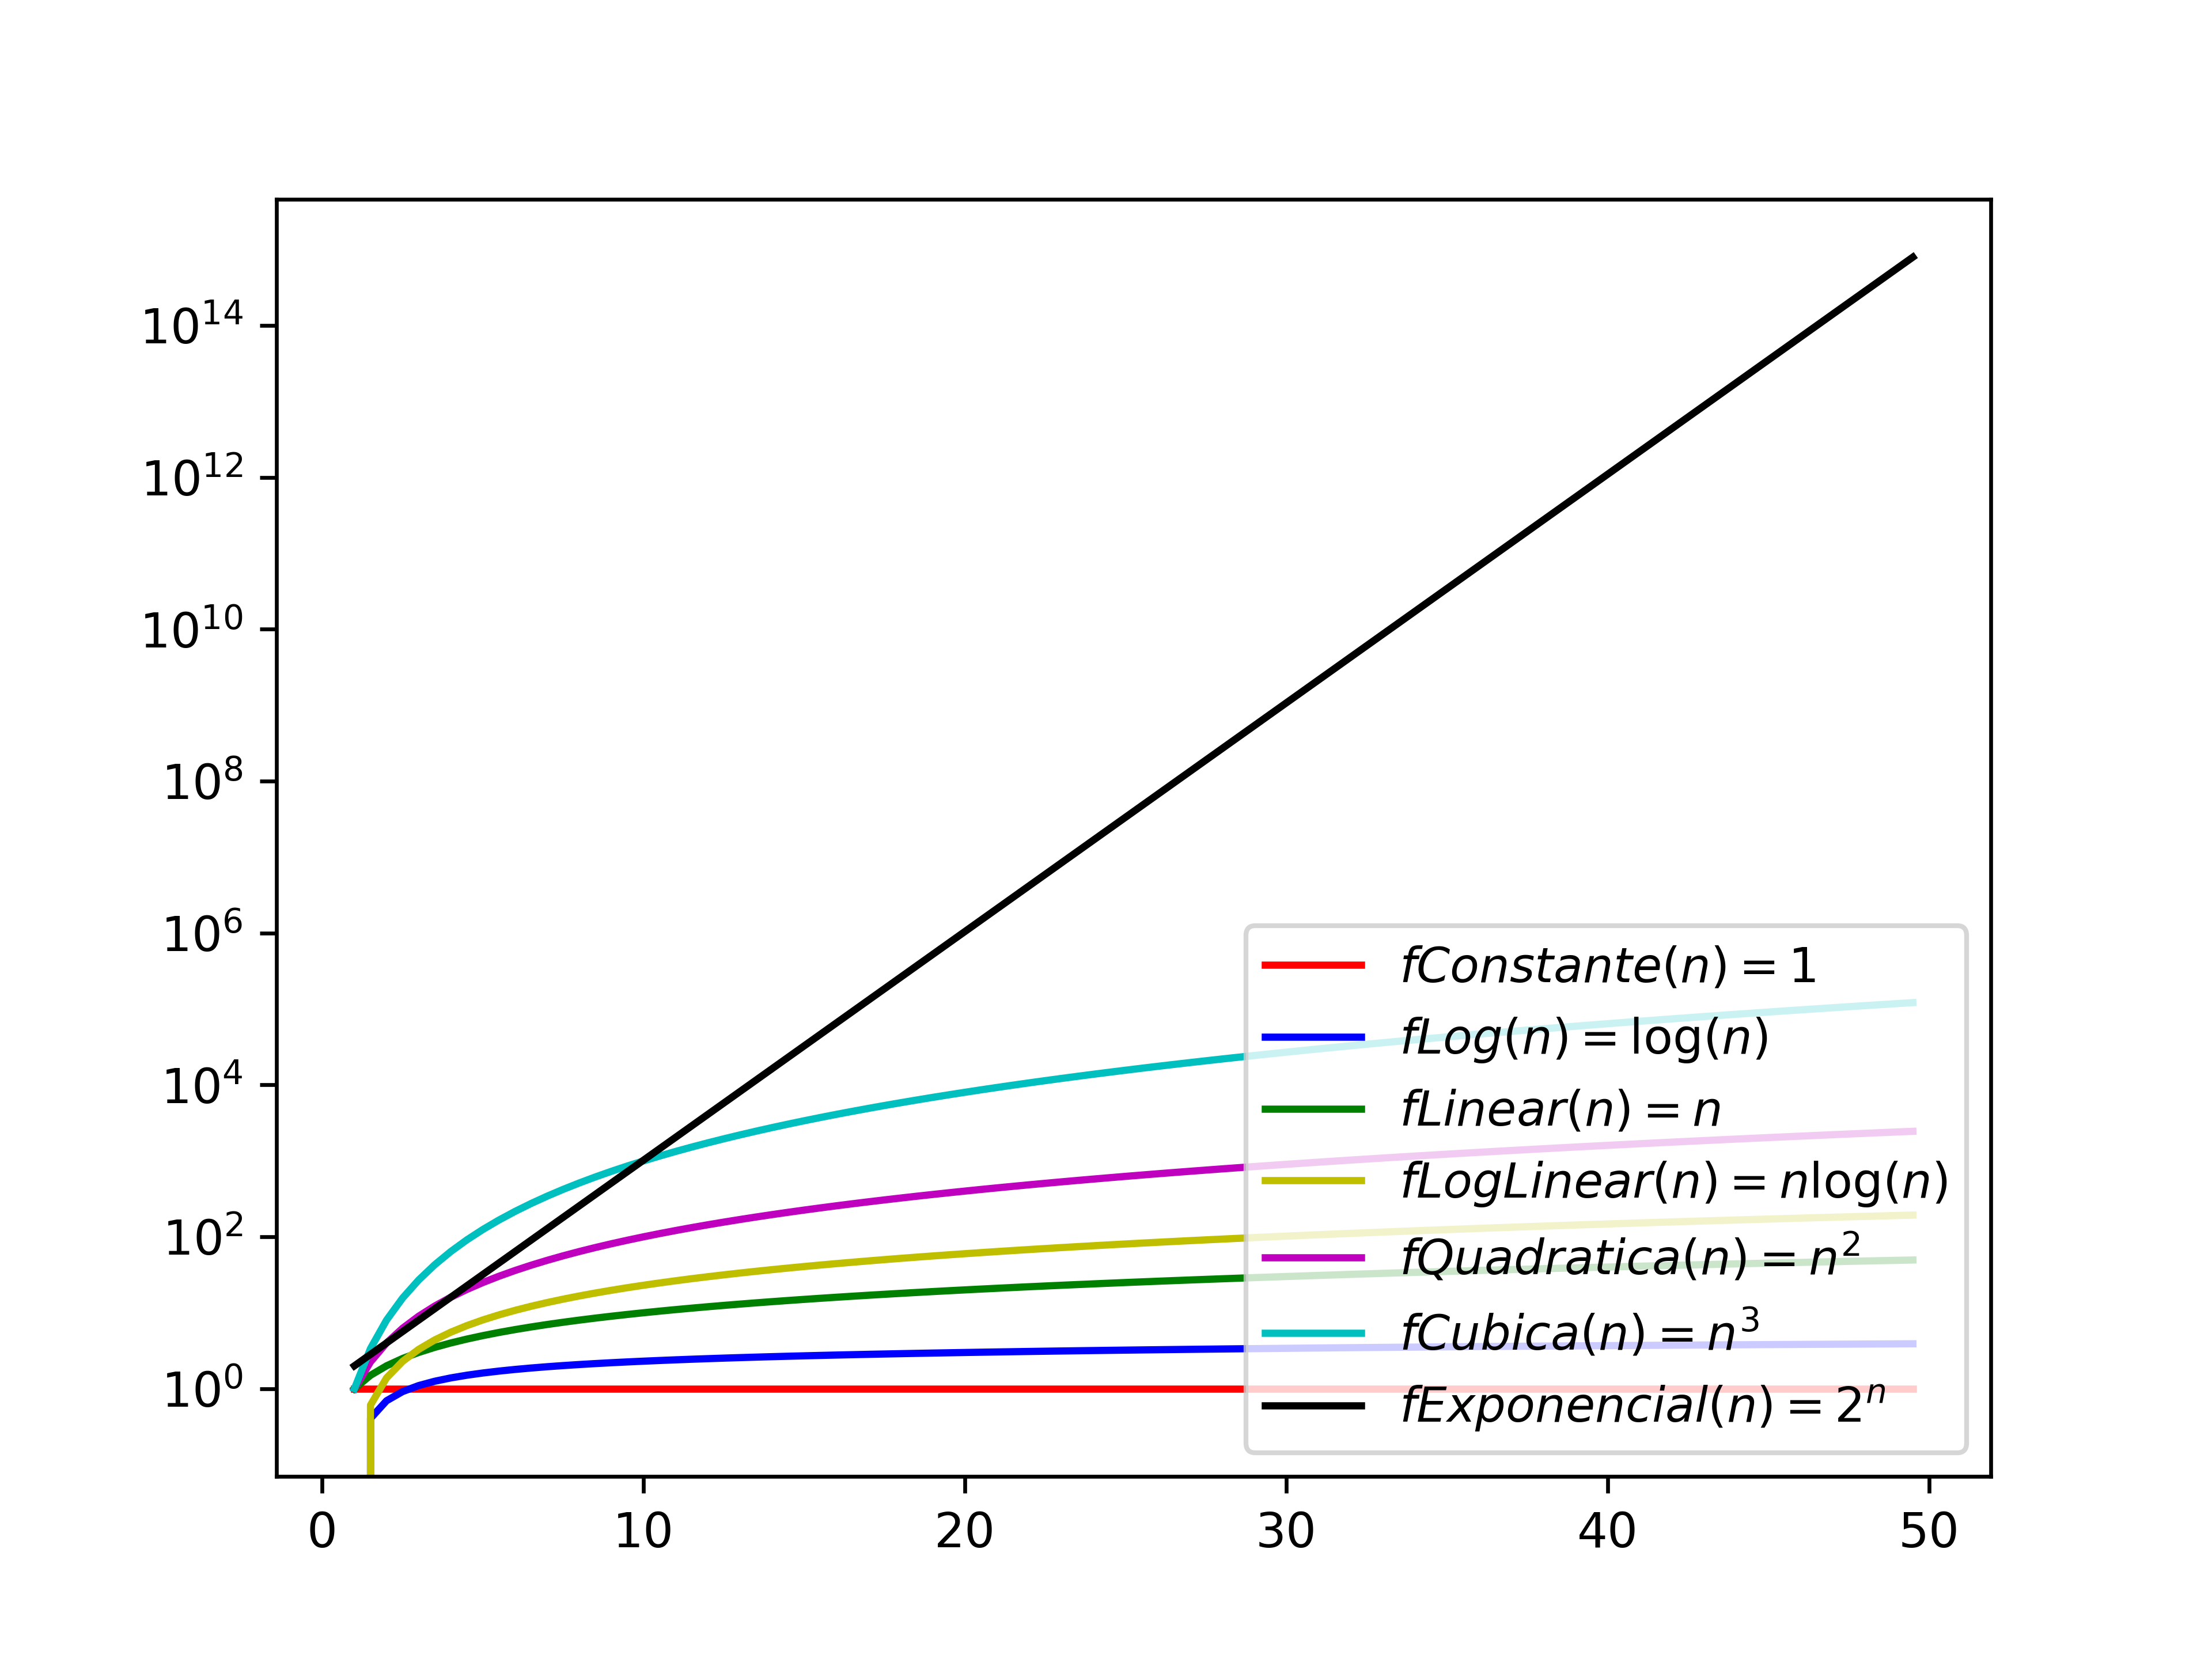 10^14
10^12
10^10
10^8
10^6
10^4
10^2
10^0
0 10 20 30 40 50
fConstante(n) = 1
fLog(n) = log(n)
fLinear(n) = n
fLogLinear(n) = nlog(n)
fQuadratica(n) = n^2
fCubica(n) = n^3
fExponencial(n) = 2^n